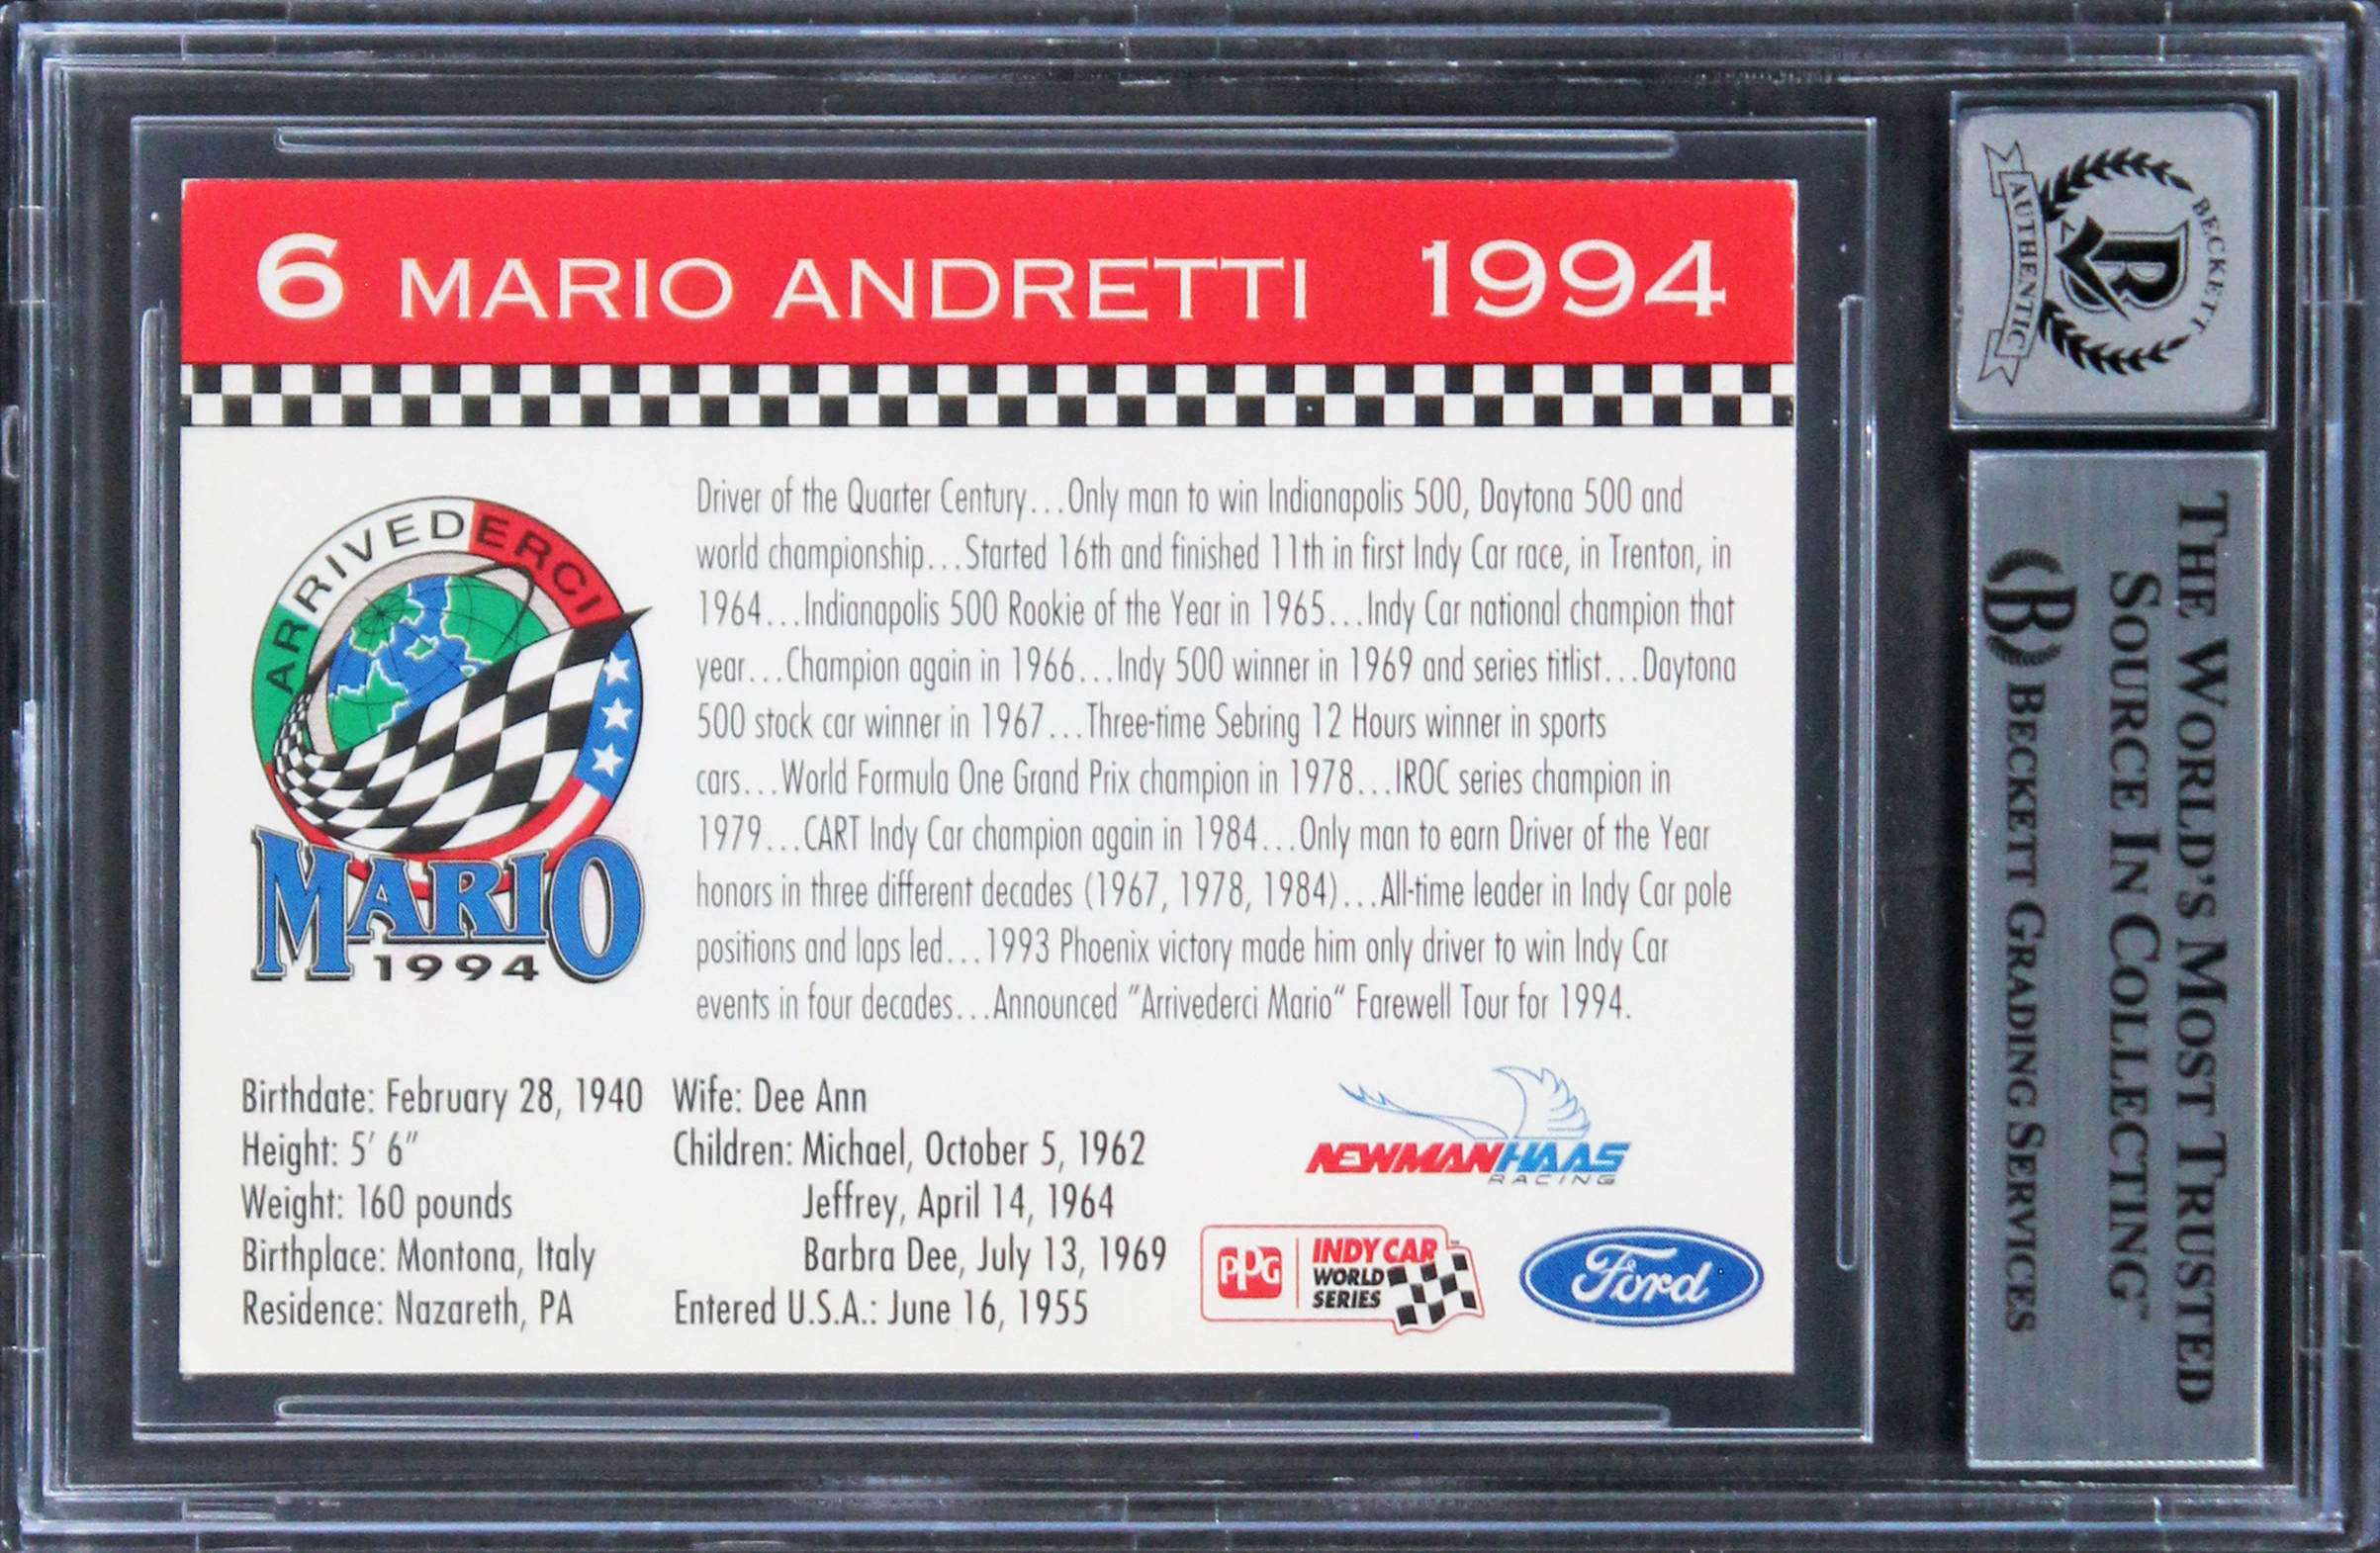 6 MARIO ANDRETTI 1994
ARRIVEDERCI
MARIO
1994
Driver of the Quarter Century...Only man to win Indianapolis 500, Daytona 500 and
world championship...Started 16th and finished 11th in first Indy Car race, in Trenton, in
1964...Indianapolis 500 Rookie of the Year in 1965...Indy Car national champion that
year...Champion again in 1966...Indy 500 winner in 1969 and series titlist...Daytona
500 stock car winner in 1967...Three-time Sebring 12 Hours winner in sports
cars...World Formula One Grand Prix champion in 1978...IROC series champion in
1979...CART Indy Car champion again in 1984...Only man to earn Driver of the Year
honors in three different decades (1967, 1978, 1984)...All-time leader in Indy Car pole
positions and laps led...1993 Phoenix victory made him only driver to win Indy Car
events in four decades...Announced "Arrivederci Mario" Farewell Tour for 1994.
Birthdate: February 28, 1940
Height: 5' 6"
Weight: 160 pounds
Birthplace: Montona, Italy
Residence: Nazareth, PA
Wife: Dee Ann
Children: Michael, October 5, 1962
Jeffrey, April 14, 1964
Barbra Dee, July 13, 1969
Entered U.S.A.: June 16, 1955
NEWMANHAAS
RACING
PPG
INDY CAR
WORLD
SERIES
Ford
BECKETT
B
AUTHENTIC
THE WORLD'S MOST TRUSTED
SOURCE IN COLLECTING™
B BECKETT GRADING SERVICES